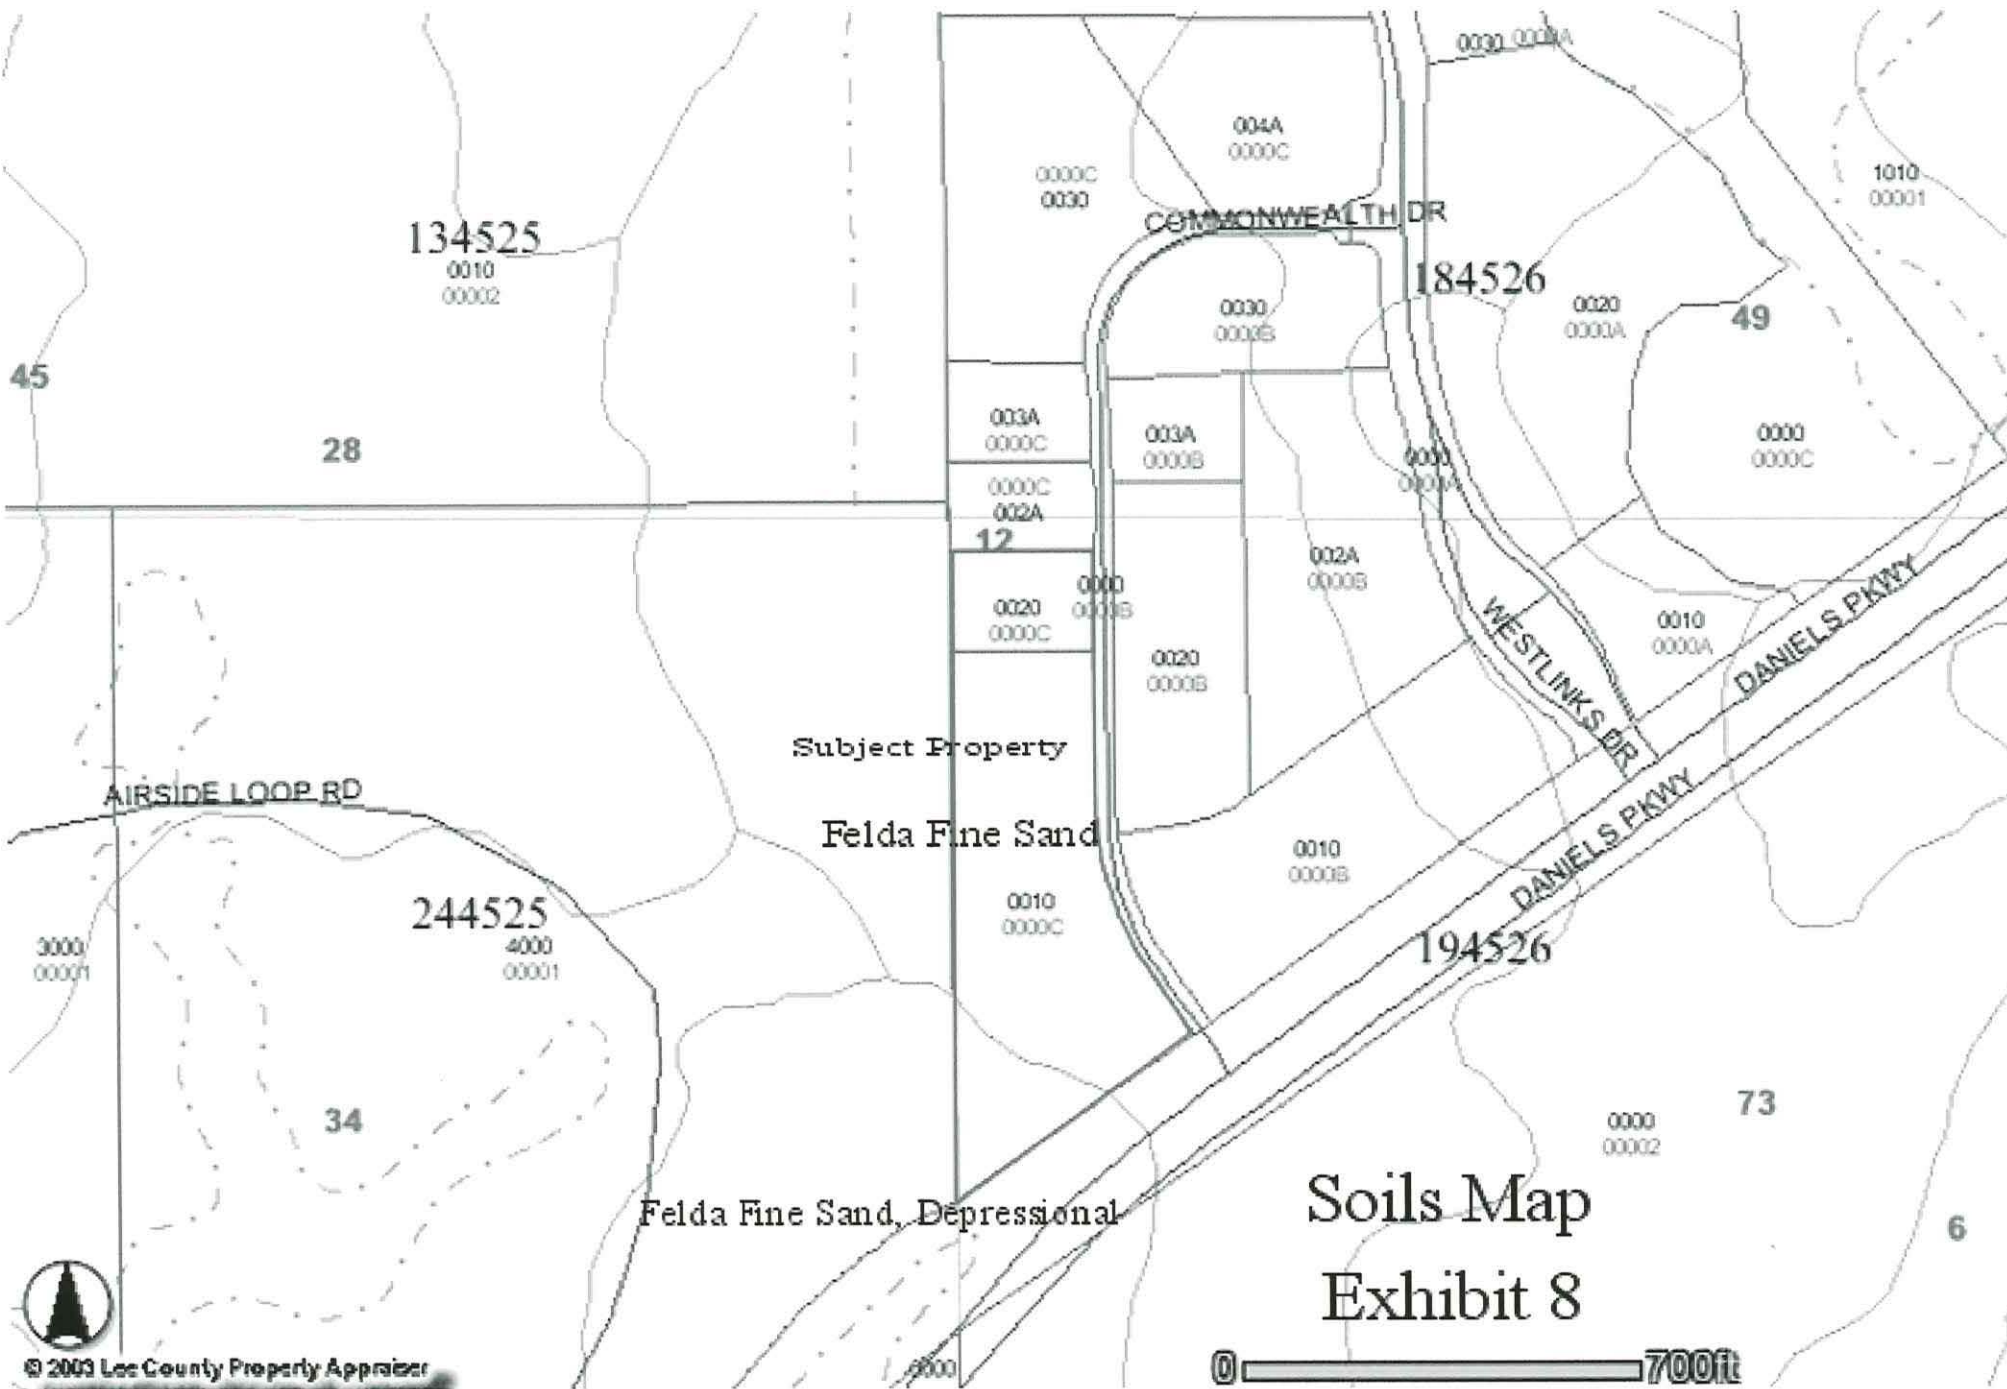 0030 0000A
004A
0000C
0000C
0030
1010
00001
COMMONWEALTH DR
134525
0010
00002
184526
0030
0000B
0020
0000A
49
45
28
003A
0000C
003A
0000B
0000
0000A
0000
0000C
0000C
002A
12
002A
0000B
0000
0000B
0020
0000C
0020
0000B
WESTLINKS DR
0010
0000A
DANIELS PKWY
Subject Property
AIRSIDE LOOP RD
Felda Fine Sand
DANIELS PKWY
0010
0000B
0010
0000C
244525
3000
00001
4000
00001
194526
34
73
0000
00002
Felda Fine Sand, Depressional
6
Soils Map
Exhibit 8
0 700ft
© 2003 Lee County Property Appraiser
0000